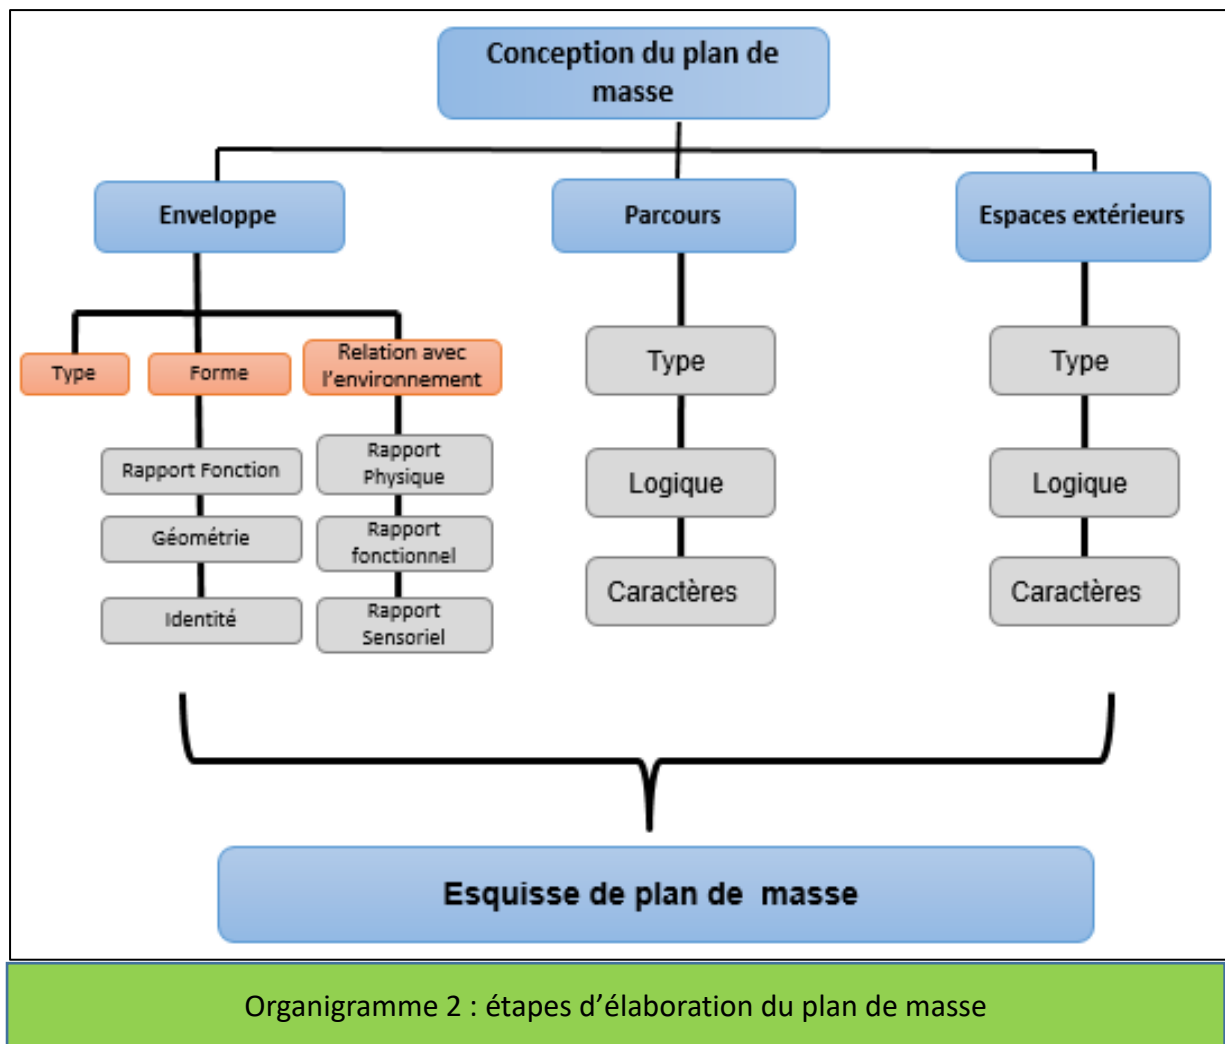 Conception du plan de
masse
Enveloppe
Parcours
Espaces extérieurs
Type
Forme
Relation avec
l'environnement
Rapport Fonction
Géométrie
Identité
Rapport
Physique
Rapport
fonctionnel
Rapport
Sensoriel
Type
Logique
Caractères
Type
Logique
Caractères
Esquisse de plan de masse
Organigramme 2 : étapes d’élaboration du plan de masse